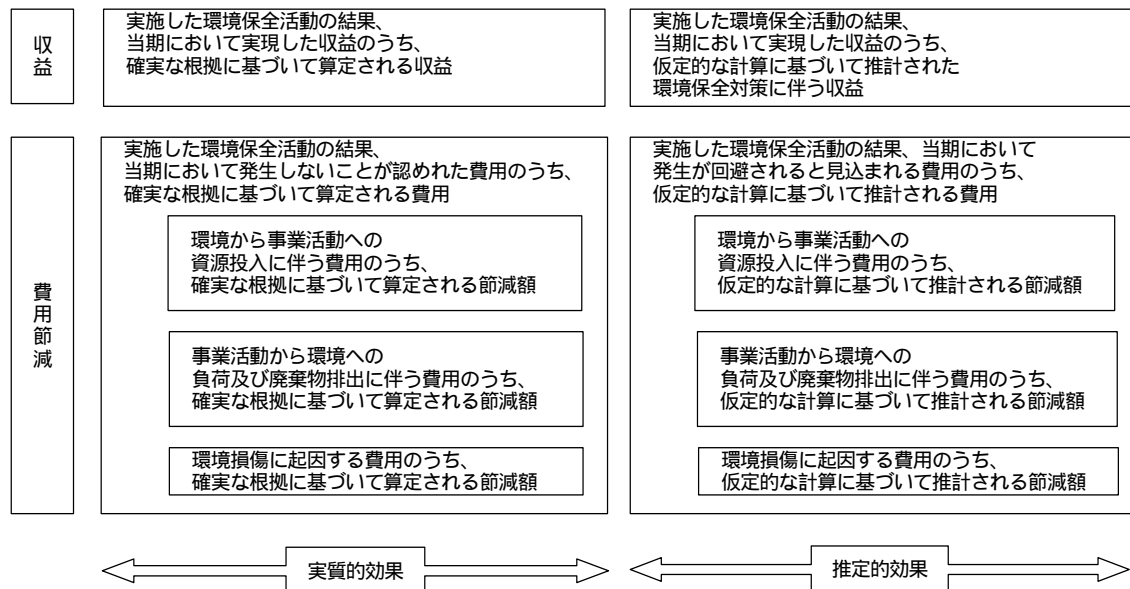 収益
実施した環境保全活動の結果、
当期において実現した収益のうち、
確実な根拠に基づいて算定される収益
実施した環境保全活動の結果、
当期において実現した収益のうち、
仮定的な計算に基づいて推計された
環境保全対策に伴う収益
費用節減
実施した環境保全活動の結果、
当期において発生しないことが認めれた費用のうち、
確実な根拠に基づいて算定される費用
環境から事業活動への
資源投入に伴う費用のうち、
確実な根拠に基づいて算定される節減額
事業活動から環境への
負荷及び廃棄物排出に伴う費用のうち、
確実な根拠に基づいて算定される節減額
環境損傷に起因する費用のうち、
確実な根拠に基づいて算定される節減額
実施した環境保全活動の結果、当期において
発生が回避されると見込まれる費用のうち、
仮定的な計算に基づいて推計される費用
環境から事業活動への
資源投入に伴う費用のうち、
仮定的な計算に基づいて推計される節減額
事業活動から環境への
負荷及び廃棄物排出に伴う費用のうち、
仮定的な計算に基づいて推計される節減額
環境損傷に起因する費用のうち、
仮定的な計算に基づいて推計される節減額
実質的効果
推定的効果